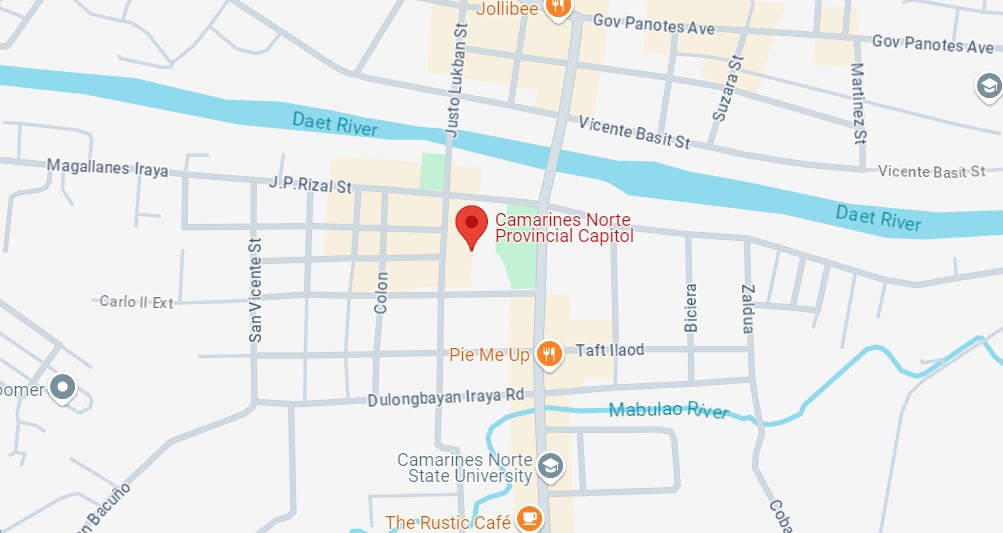 Jollibee
Gov Panotes Ave
Gov Panotes Ave
Justo Lukban St
Suzara St
Martinez St
Daet River
Vicente Basit St
Vicente Basit St
Magallanes Iraya
J.P.Rizal St
Camarines Norte
Provincial Capitol
Daet River
San Vicente St
Colon
Carlo II Ext
Biciera
Zaldua
Pie Me Up
Taft Ilaod
Dulongbayan Iraya Rd
Mabulao River
Camarines Norte
State University
The Rustic Café